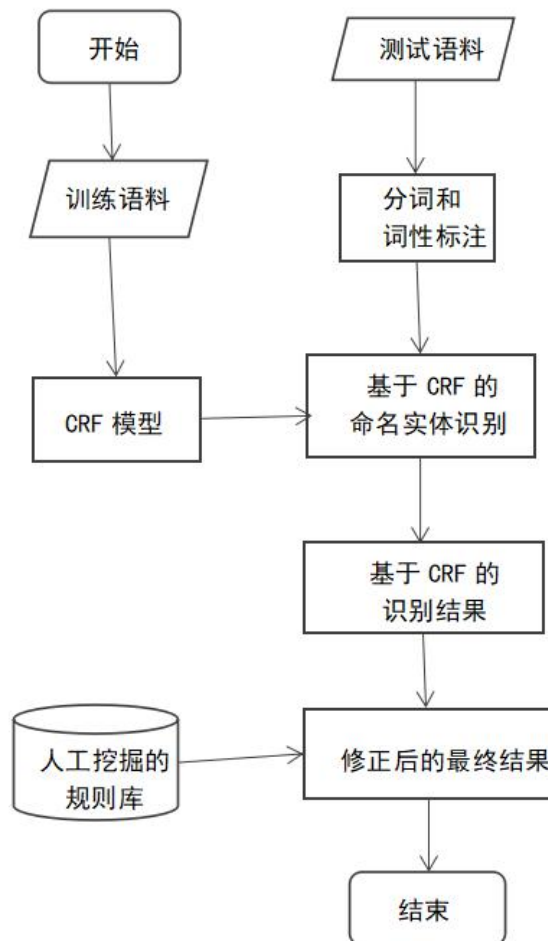 开始
测试语料
训练语料
分词和
词性标注
CRF 模型
基于 CRF 的
命名实体识别
基于 CRF 的
识别结果
人工挖掘的
规则库
修正后的最终结果
结束